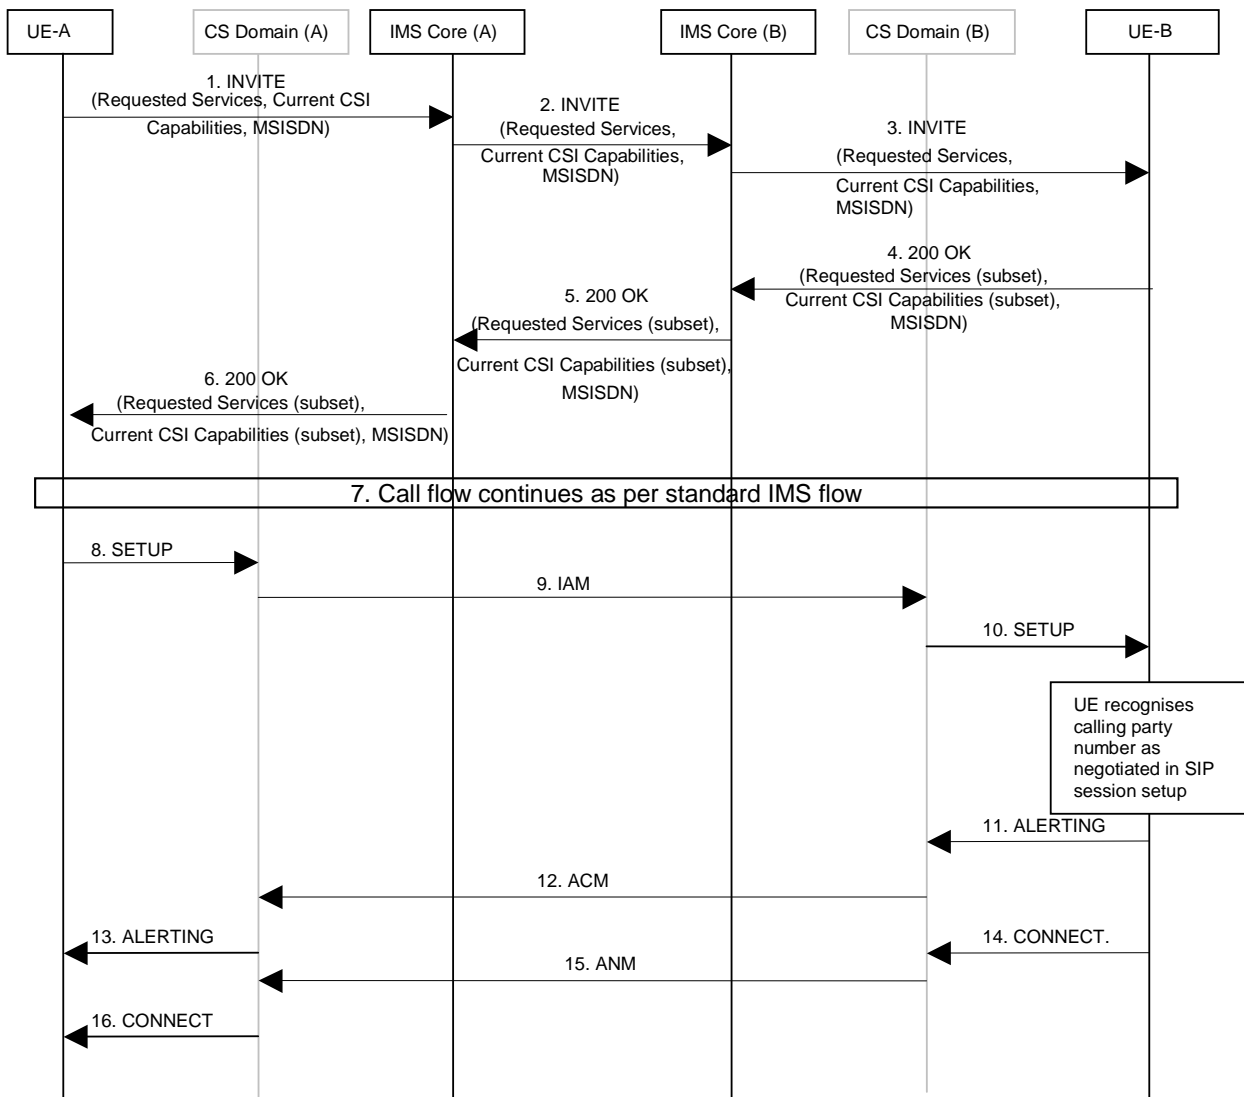 UE-A
CS Domain (A)
IMS Core (A)
IMS Core (B)
CS Domain (B)
UE-B
1. INVITE
(Requested Services, Current CSI
Capabilities, MSISDN)
2. INVITE
(Requested Services,
Current CSI Capabilities,
MSISDN)
3. INVITE
(Requested Services,
Current CSI Capabilities,
MSISDN)
4. 200 OK
(Requested Services (subset),
Current CSI Capabilities (subset),
MSISDN)
5. 200 OK
(Requested Services (subset),
Current CSI Capabilities (subset),
MSISDN)
6. 200 OK
(Requested Services (subset),
Current CSI Capabilities (subset), MSISDN)
7. Call flow continues as per standard IMS flow
8. SETUP
9. IAM
10. SETUP
UE recognises
calling party
number as
negotiated in SIP
session setup
11. ALERTING
12. ACM
13. ALERTING
14. CONNECT.
15. ANM
16. CONNECT